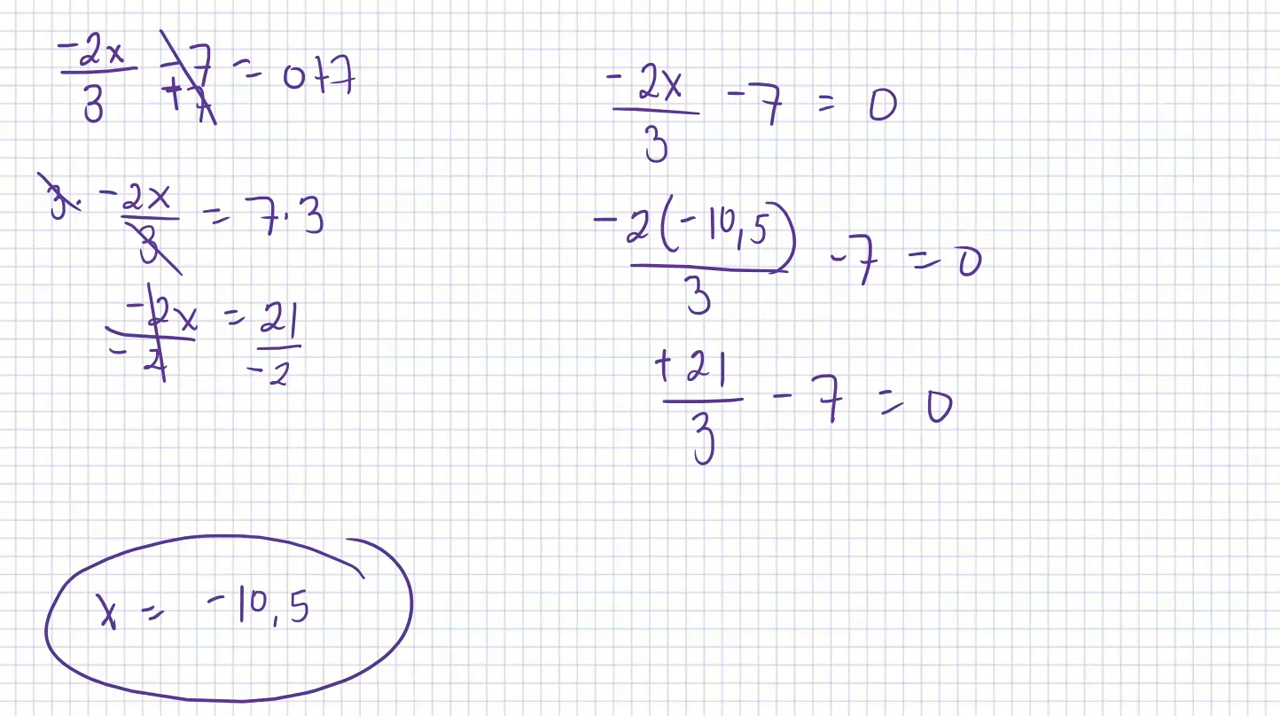 -2x/3 -7 +7 = 0+7
3· -2x/3 = 7·3
-2x/-2 = 21/-2
x = -10,5
-2x/3 -7 = 0
-2(-10,5)/3 -7 = 0
+21/3 -7 = 0